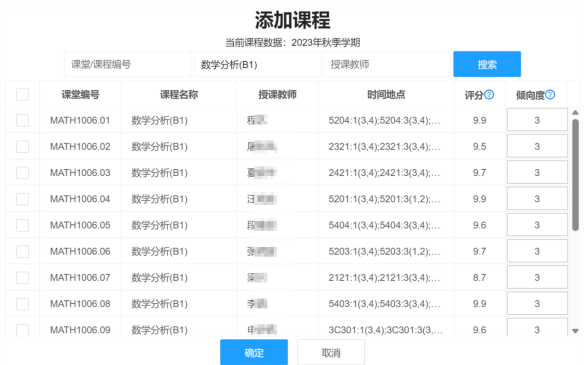 添加课程
当前课程数据：2023年秋季学期
课堂/课程编号 数学分析(B1) 授课教师 搜索
课堂编号 课程名称 授课教师 时间地点 评分? 倾向度?
MATH1006.01 数学分析(B1) 程 5204:1(3,4);5204:3(3,4);… 9.9 3
MATH1006.02 数学分析(B1) 屠 2321:1(3,4);2321:3(3,4);… 9.5 3
MATH1006.03 数学分析(B1) 夏 2421:1(3,4);2421:3(3,4);… 9.7 3
MATH1006.04 数学分析(B1) 汪 5201:1(3,4);5201:3(1,2);… 9.9 3
MATH1006.05 数学分析(B1) 段 5404:1(3,4);5404:3(3,4);… 9.6 3
MATH1006.06 数学分析(B1) 张 5203:1(3,4);5203:3(1,2);… 9.7 3
MATH1006.07 数学分析(B1) 梁 2121:1(3,4);2121:3(3,4);… 8.7 3
MATH1006.08 数学分析(B1) 李 5403:1(3,4);5403:3(3,4);… 9.9 3
MATH1006.09 数学分析(B1) 申 3C301:1(3,4);3C301:3(3,… 9.6 3
确定 取消